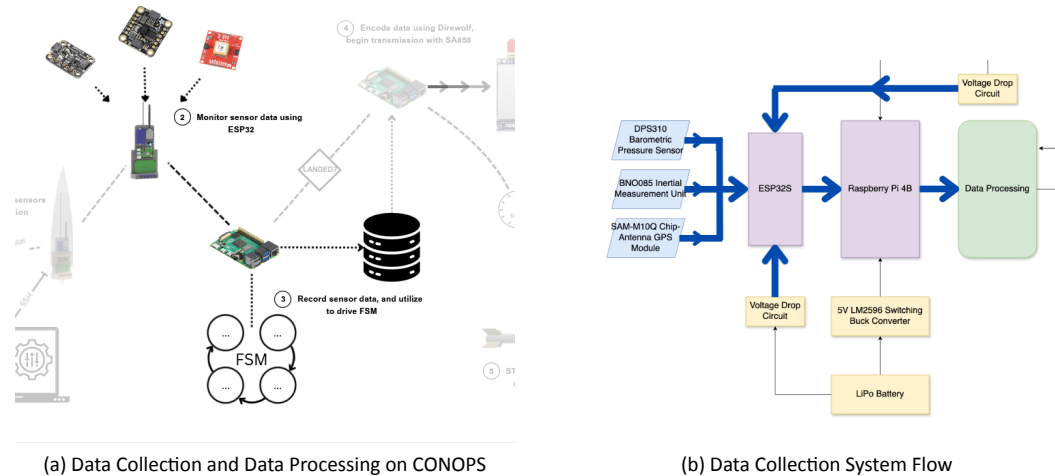 4 Encode data using Direwolf,
begin transmission with SA858
2 Monitor sensor data using
ESP32
LANDED?
sensors
SSH
3 Record sensor data, and utilize
to drive FSM
... ...
FSM
... ...
5 ST
(a) Data Collection and Data Processing on CONOPS
Voltage Drop
Circuit
DPS310
Barometric
Pressure Sensor
BNO085 Inertial
Measurement Unit
SAM-M10Q Chip-
Antenna GPS
Module
ESP32S
Raspberry Pi 4B
Data Processing
Voltage Drop
Circuit
5V LM2596 Switching
Buck Converter
LiPo Battery
(b) Data Collection System Flow